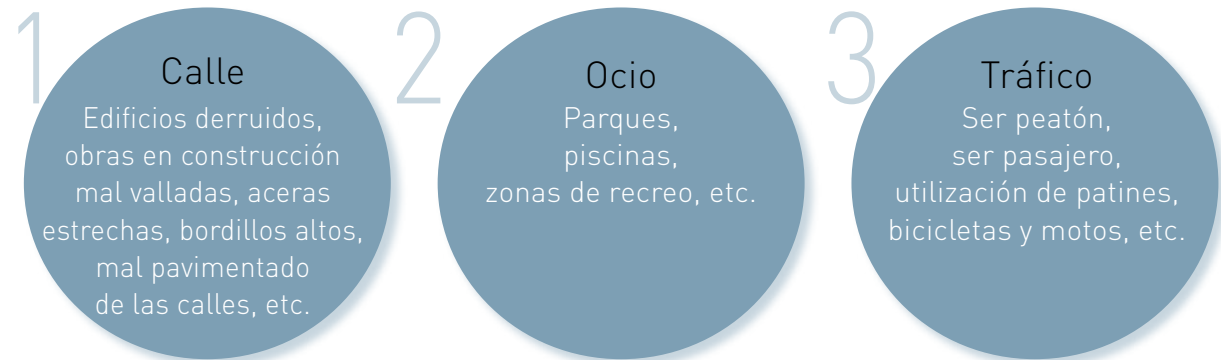 1
Calle
Edificios derruidos,
obras en construcción
mal valladas, aceras
estrechas, bordillos altos,
mal pavimentado
de las calles, etc.
2
Ocio
Parques,
piscinas,
zonas de recreo, etc.
3
Tráfico
Ser peatón,
ser pasajero,
utilización de patines,
bicicletas y motos, etc.